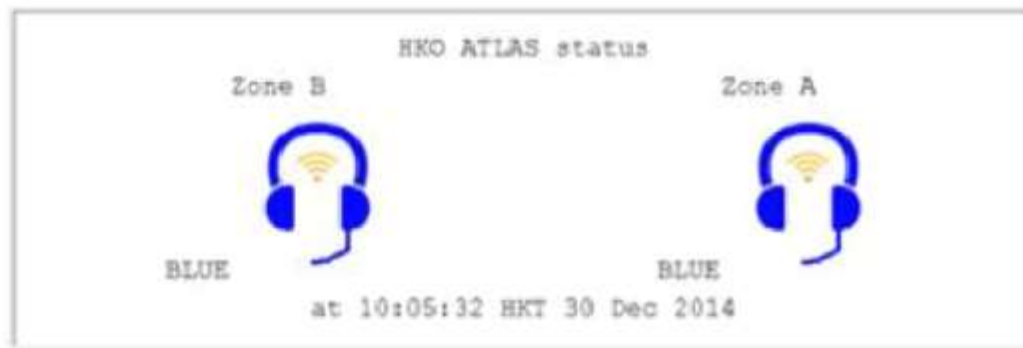 HKO ATLAS status
Zone B Zone A
BLUE BLUE
at 10:05:32 HKT 30 Dec 2014